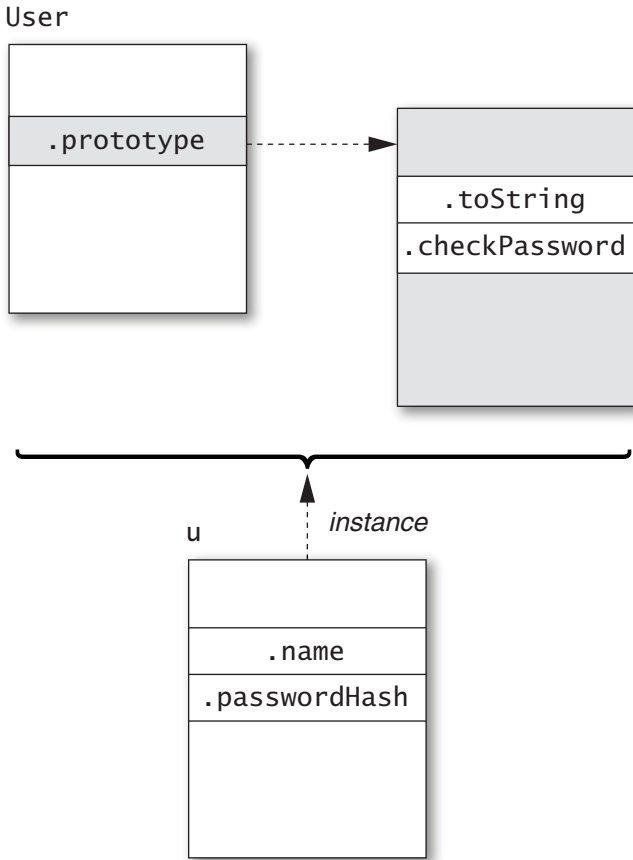 User
.prototype
.toString
.checkPassword
instance
u
.name
.passwordHash